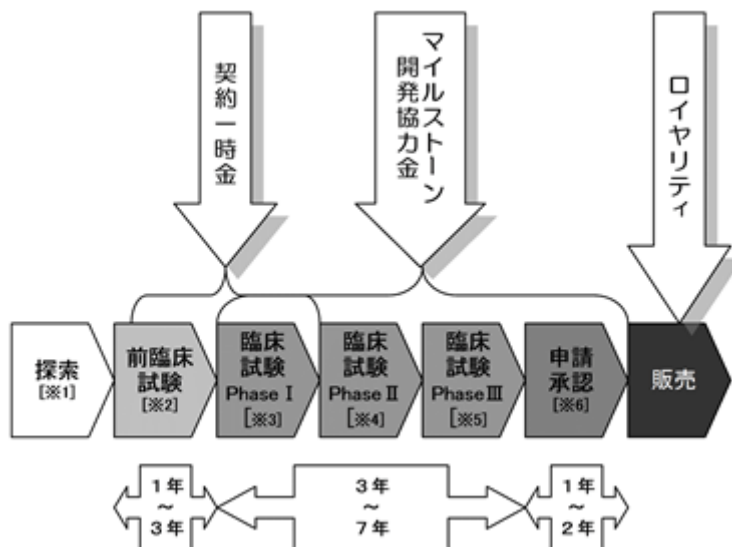 契約一時金
マイルストーン
開発協力金
ロイヤリティ
探索
[※1]
前臨床
試験
[※2]
臨床
試験
Phase Ⅰ
[※3]
臨床
試験
Phase Ⅱ
[※4]
臨床
試験
Phase Ⅲ
[※5]
申請
承認
[※6]
販売
1年
～
3年
3年
～
7年
1年
～
2年